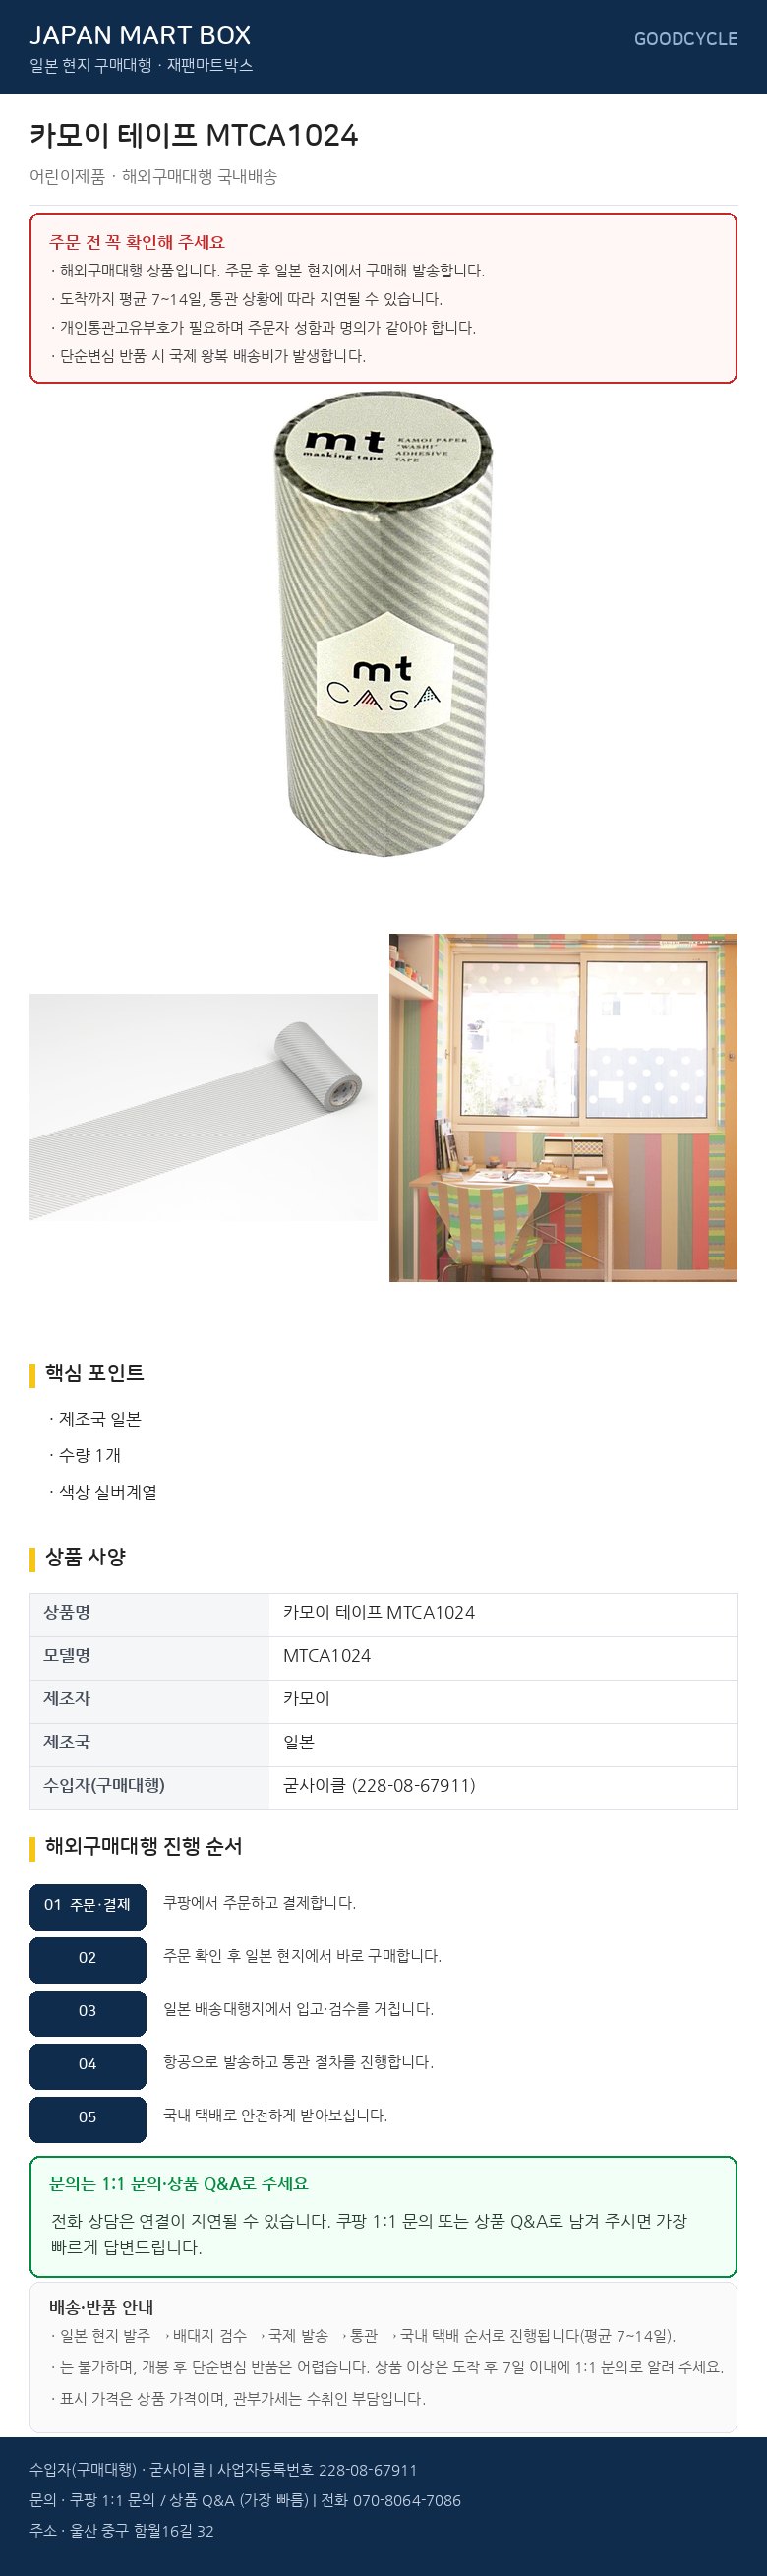 JAPAN MART BOX
일본 현지 구매대행 · 재팬마트박스
GOODCYCLE
카모이 테이프 MTCA1024
어린이제품 · 해외구매대행 국내배송
주문 전 꼭 확인해 주세요
· 해외구매대행 상품입니다. 주문 후 일본 현지에서 구매해 발송합니다.
· 도착까지 평균 7~14일, 통관 상황에 따라 지연될 수 있습니다.
· 개인통관고유부호가 필요하며 주문자 성함과 명의가 같아야 합니다.
· 단순변심 반품 시 국제 왕복 배송비가 발생합니다.
mt
masking tape
KAMOI PAPER
"WASHI"
ADHESIVE
TAPE
mt
CASA
핵심 포인트
· 제조국 일본
· 수량 1개
· 색상 실버계열
상품 사양
상품명 카모이 테이프 MTCA1024
모델명 MTCA1024
제조자 카모이
제조국 일본
수입자(구매대행) 굳사이클 (228-08-67911)
해외구매대행 진행 순서
01 주문·결제 쿠팡에서 주문하고 결제합니다.
02 주문 확인 후 일본 현지에서 바로 구매합니다.
03 일본 배송대행지에서 입고·검수를 거칩니다.
04 항공으로 발송하고 통관 절차를 진행합니다.
05 국내 택배로 안전하게 받아보십니다.
문의는 1:1 문의·상품 Q&A로 주세요
전화 상담은 연결이 지연될 수 있습니다. 쿠팡 1:1 문의 또는 상품 Q&A로 남겨 주시면 가장
빠르게 답변드립니다.
배송·반품 안내
· 일본 현지 발주 › 배대지 검수 › 국제 발송 › 통관 › 국내 택배 순서로 진행됩니다(평균 7~14일).
· 는 불가하며, 개봉 후 단순변심 반품은 어렵습니다. 상품 이상은 도착 후 7일 이내에 1:1 문의로 알려 주세요.
· 표시 가격은 상품 가격이며, 관부가세는 수취인 부담입니다.
수입자(구매대행) · 굳사이클 | 사업자등록번호 228-08-67911
문의 · 쿠팡 1:1 문의 / 상품 Q&A (가장 빠름) | 전화 070-8064-7086
주소 · 울산 중구 함월16길 32